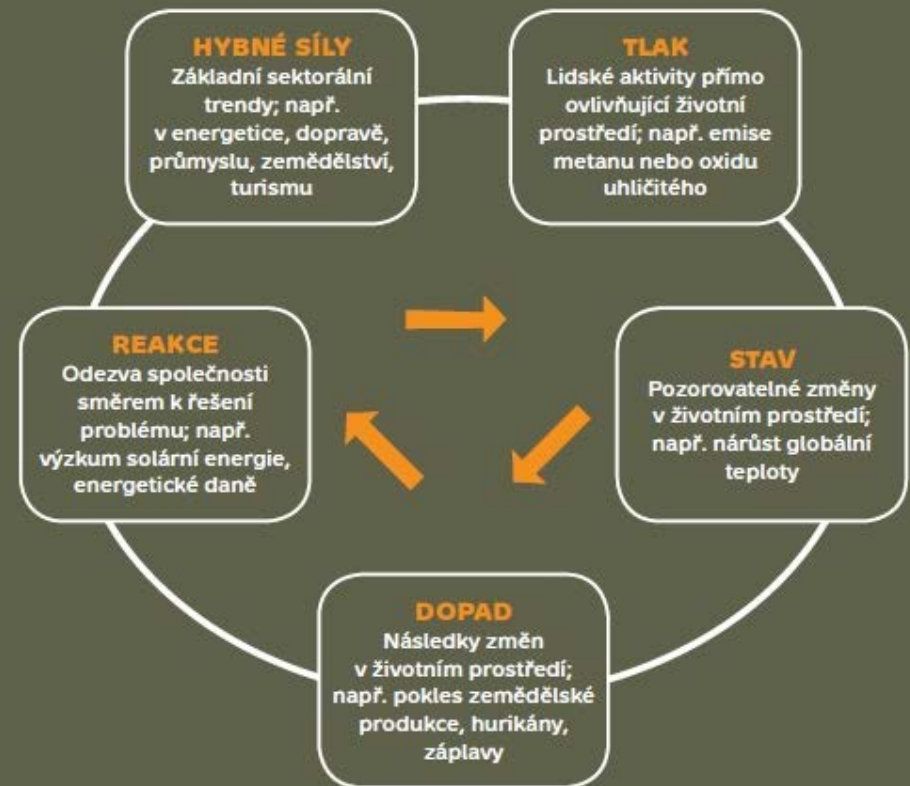 HYBNÉ SÍLY
Základní sektorální
trendy; např.
v energetice, dopravě,
průmyslu, zemědělství,
turismu
TLAK
Lidské aktivity přímo
ovlivňující životní
prostředí; např. emise
metanu nebo oxidu
uhličitého
STAV
Pozorovatelné změny
v životním prostředí;
např. nárůst globální
teploty
DOPAD
Následky změn
v životním prostředí;
např. pokles zemědělské
produkce, hurikány,
záplavy
REAKCE
Odezva společnosti
směrem k řešení
problému; např.
výzkum solární energie,
energetické daně